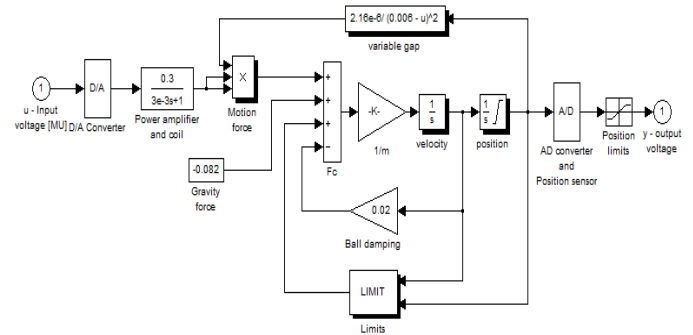 2.16e-6/ (0.006 - u)^2
variable gap
1
u - Input
voltage [MU]
D/A
D/A Converter
0.3
3e-3s+1
Power amplifier
and coil
X
Motion
force
+
+
+
−
Fc
-K-
1/m
1
s
velocity
1
s
position
A/D
AD converter
and
Position sensor
Position
limits
1
y - output
voltage
-0.082
Gravity
force
0.02
Ball damping
LIMIT
Limits